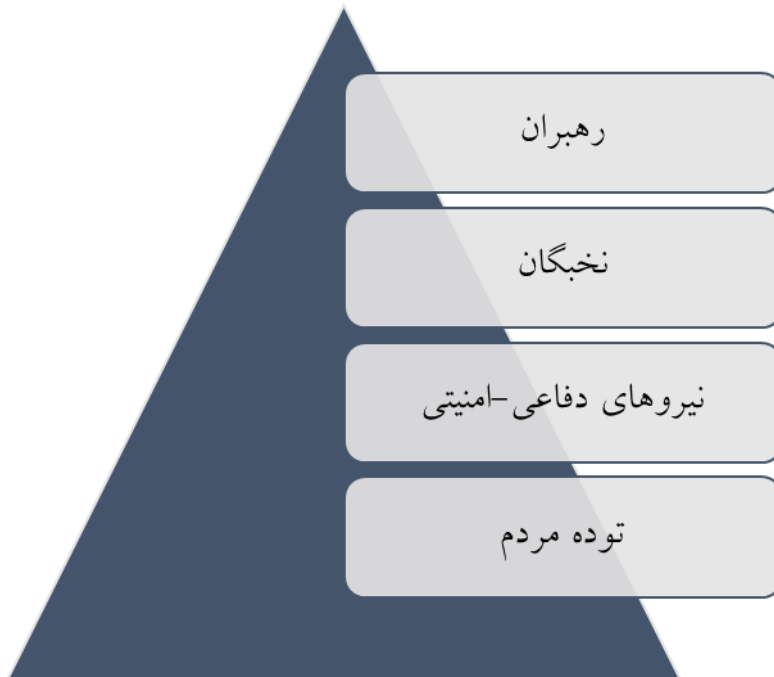 رهبران
نخبگان
نیروهای دفاعی-امنیتی
توده مردم